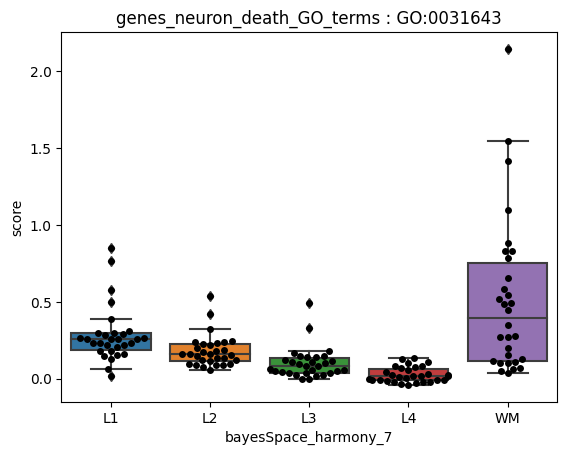 genes_neuron_death_GO_terms : GO:0031643
2.0
1.5
1.0
0.5
0.0
score
L1 L2 L3 L4 WM
bayesSpace_harmony_7